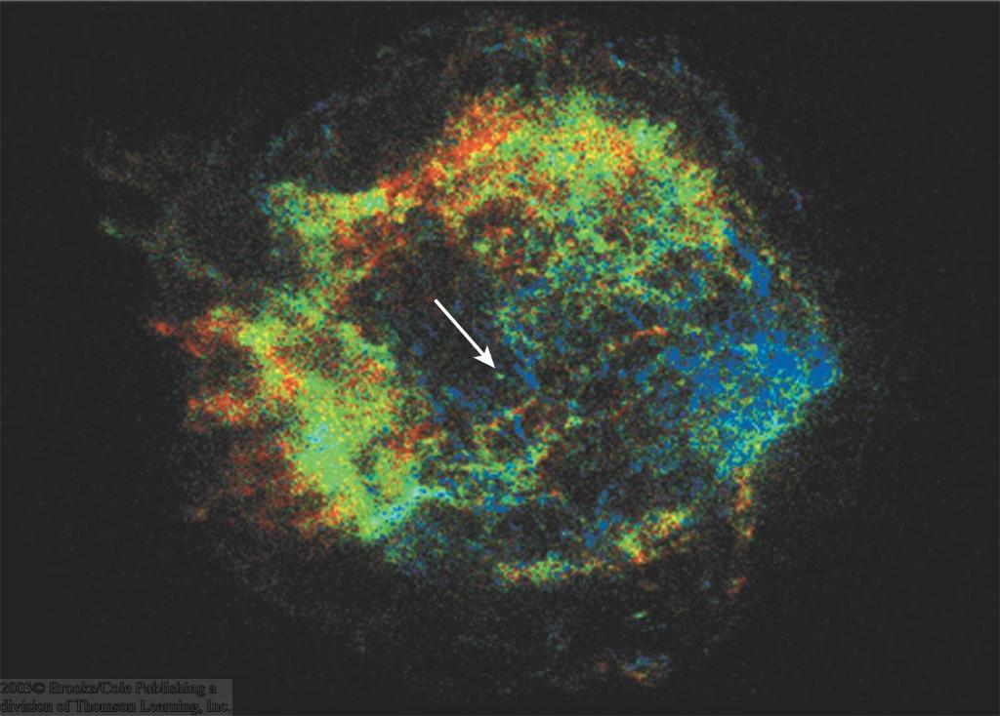 2003© Brooks/Cole Publishing a
division of Thomson Learning, Inc.